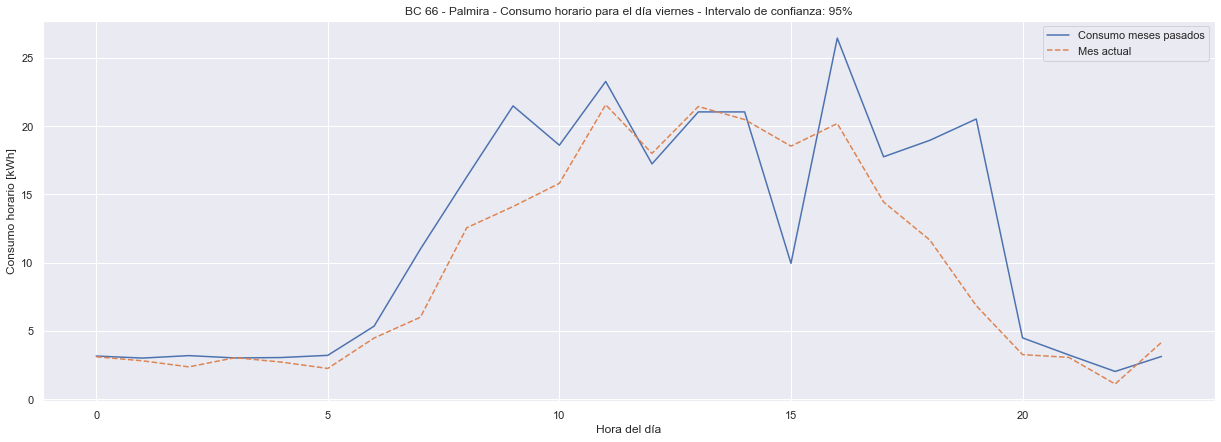 BC 66 - Palmira - Consumo horario para el día viernes - Intervalo de confianza: 95%
Consumo meses pasados
Mes actual
Consumo horario [kWh]
25
20
15
10
5
0
0 5 10 15 20
Hora del día